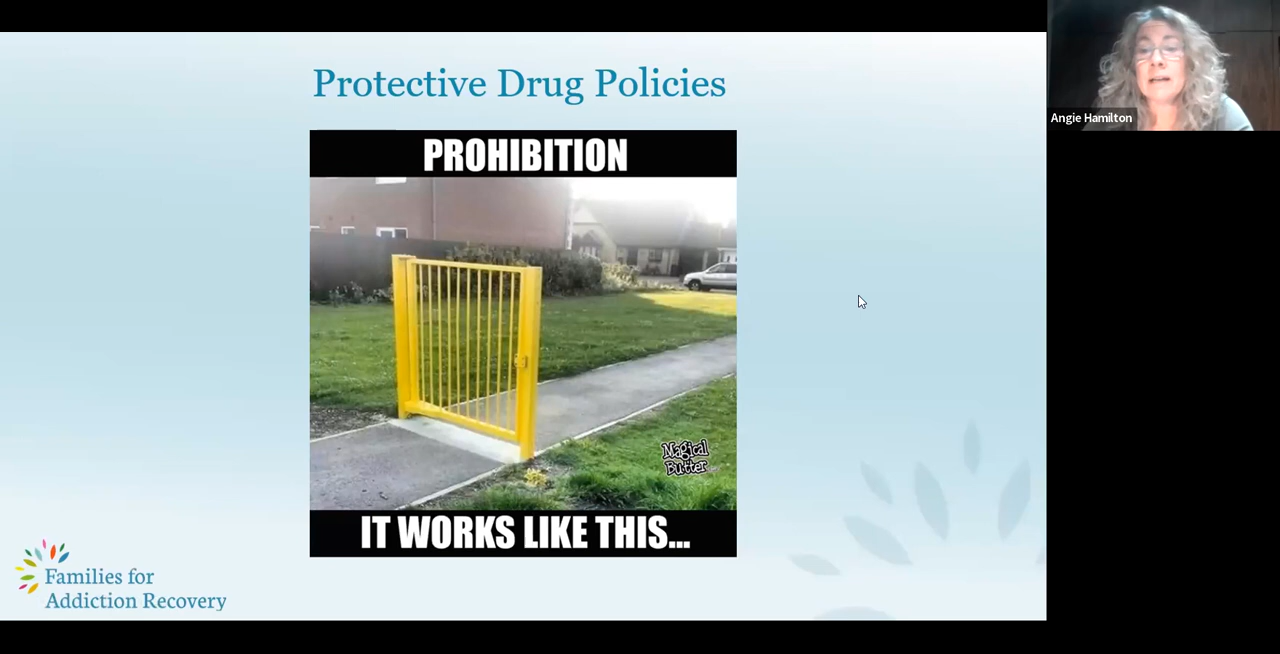 Protective Drug Policies
PROHIBITION
Magical
Butter
IT WORKS LIKE THIS...
Families for
Addiction Recovery
Angie Hamilton